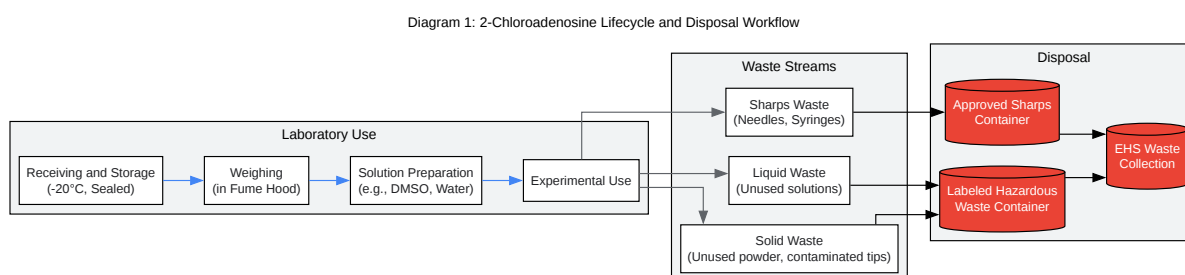 Diagram 1: 2-Chloroadenosine Lifecycle and Disposal Workflow
Laboratory Use
Receiving and Storage
(-20°C, Sealed)
Weighing
(in Fume Hood)
Solution Preparation
(e.g., DMSO, Water)
Experimental Use
Waste Streams
Sharps Waste
(Needles, Syringes)
Liquid Waste
(Unused solutions)
Solid Waste
(Unused powder, contaminated tips)
Disposal
Approved Sharps
Container
Labeled Hazardous
Waste Container
EHS Waste
Collection